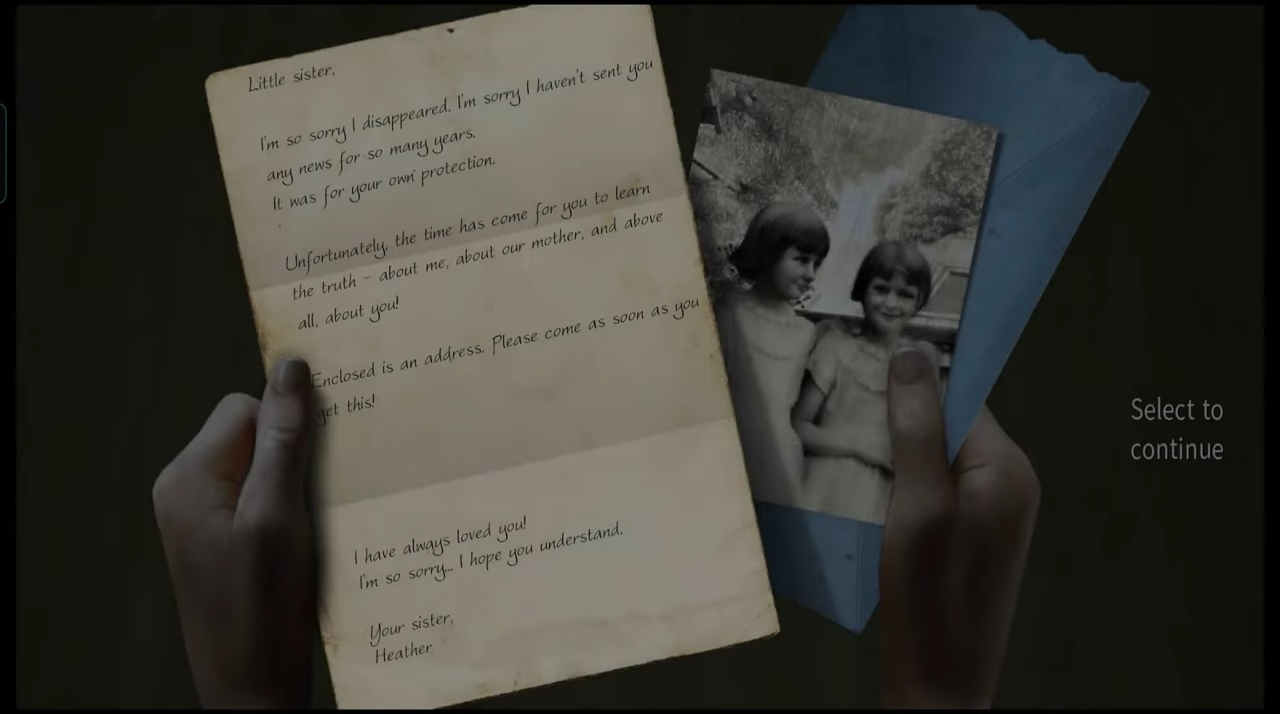 Little sister,
I'm so sorry I disappeared. I'm sorry I haven't sent you
any news for so many years.
It was for your own protection.
Unfortunately, the time has come for you to learn
the truth – about me, about our mother, and above
all, about you!
Enclosed is an address. Please come as soon as you
get this!
I have always loved you!
I'm so sorry... I hope you understand.
Your sister,
Heather
Select to
continue